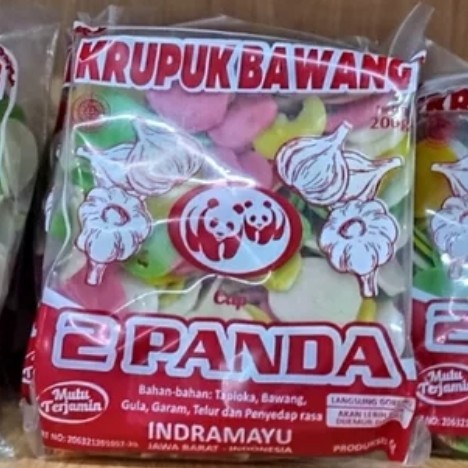 KRUPUK BAWANG
200g
Cap
2 PANDA
Mutu
Terjamin
Bahan-bahan: Tapioka, Bawang,
Gula, Garam, Telur dan Penyedap rasa
LANGSUNG
AKAN
INDRAMAYU
JAWA BARAT - INDONESIA